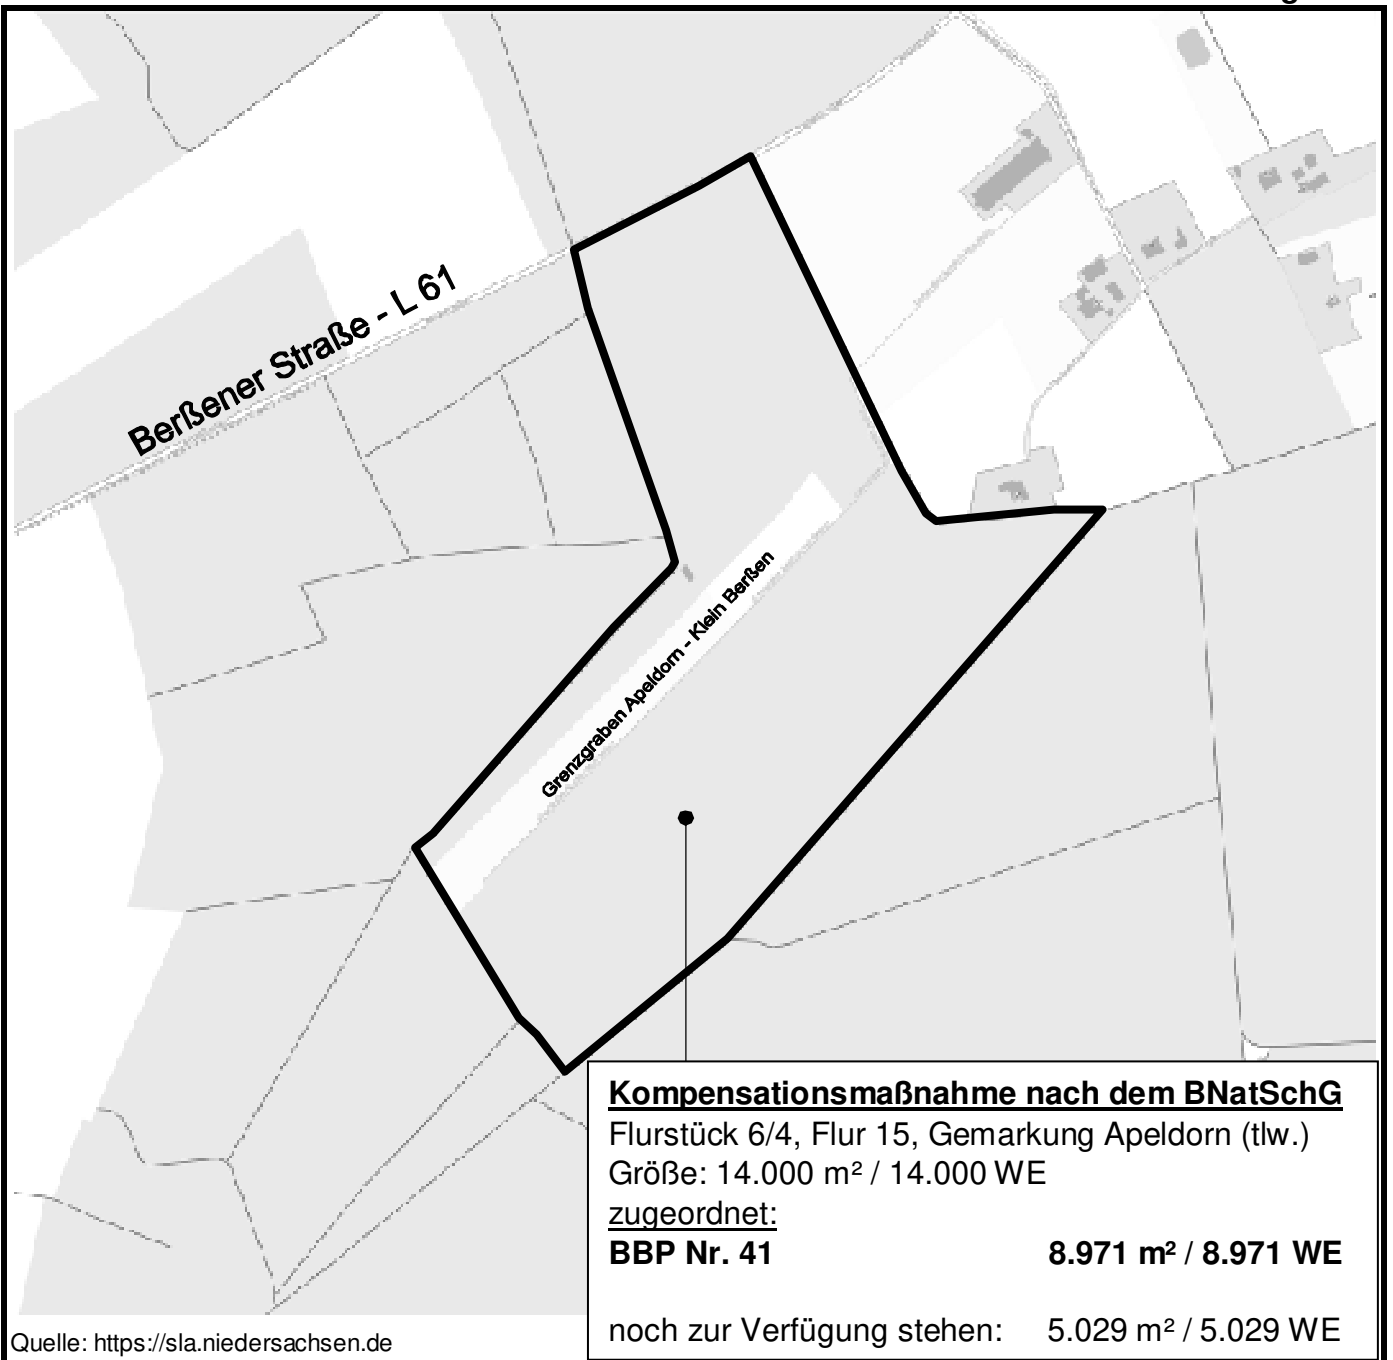 Berßener Straße - L 61
Grenzgraben Apeldorn - Klein Berßen
Kompensationsmaßnahme nach dem BNatSchG
Flurstück 6/4, Flur 15, Gemarkung Apeldorn (tlw.)
Größe: 14.000 m² / 14.000 WE
zugeordnet:
BBP Nr. 41 8.971 m² / 8.971 WE
noch zur Verfügung stehen: 5.029 m² / 5.029 WE
Quelle: https://sla.niedersachsen.de